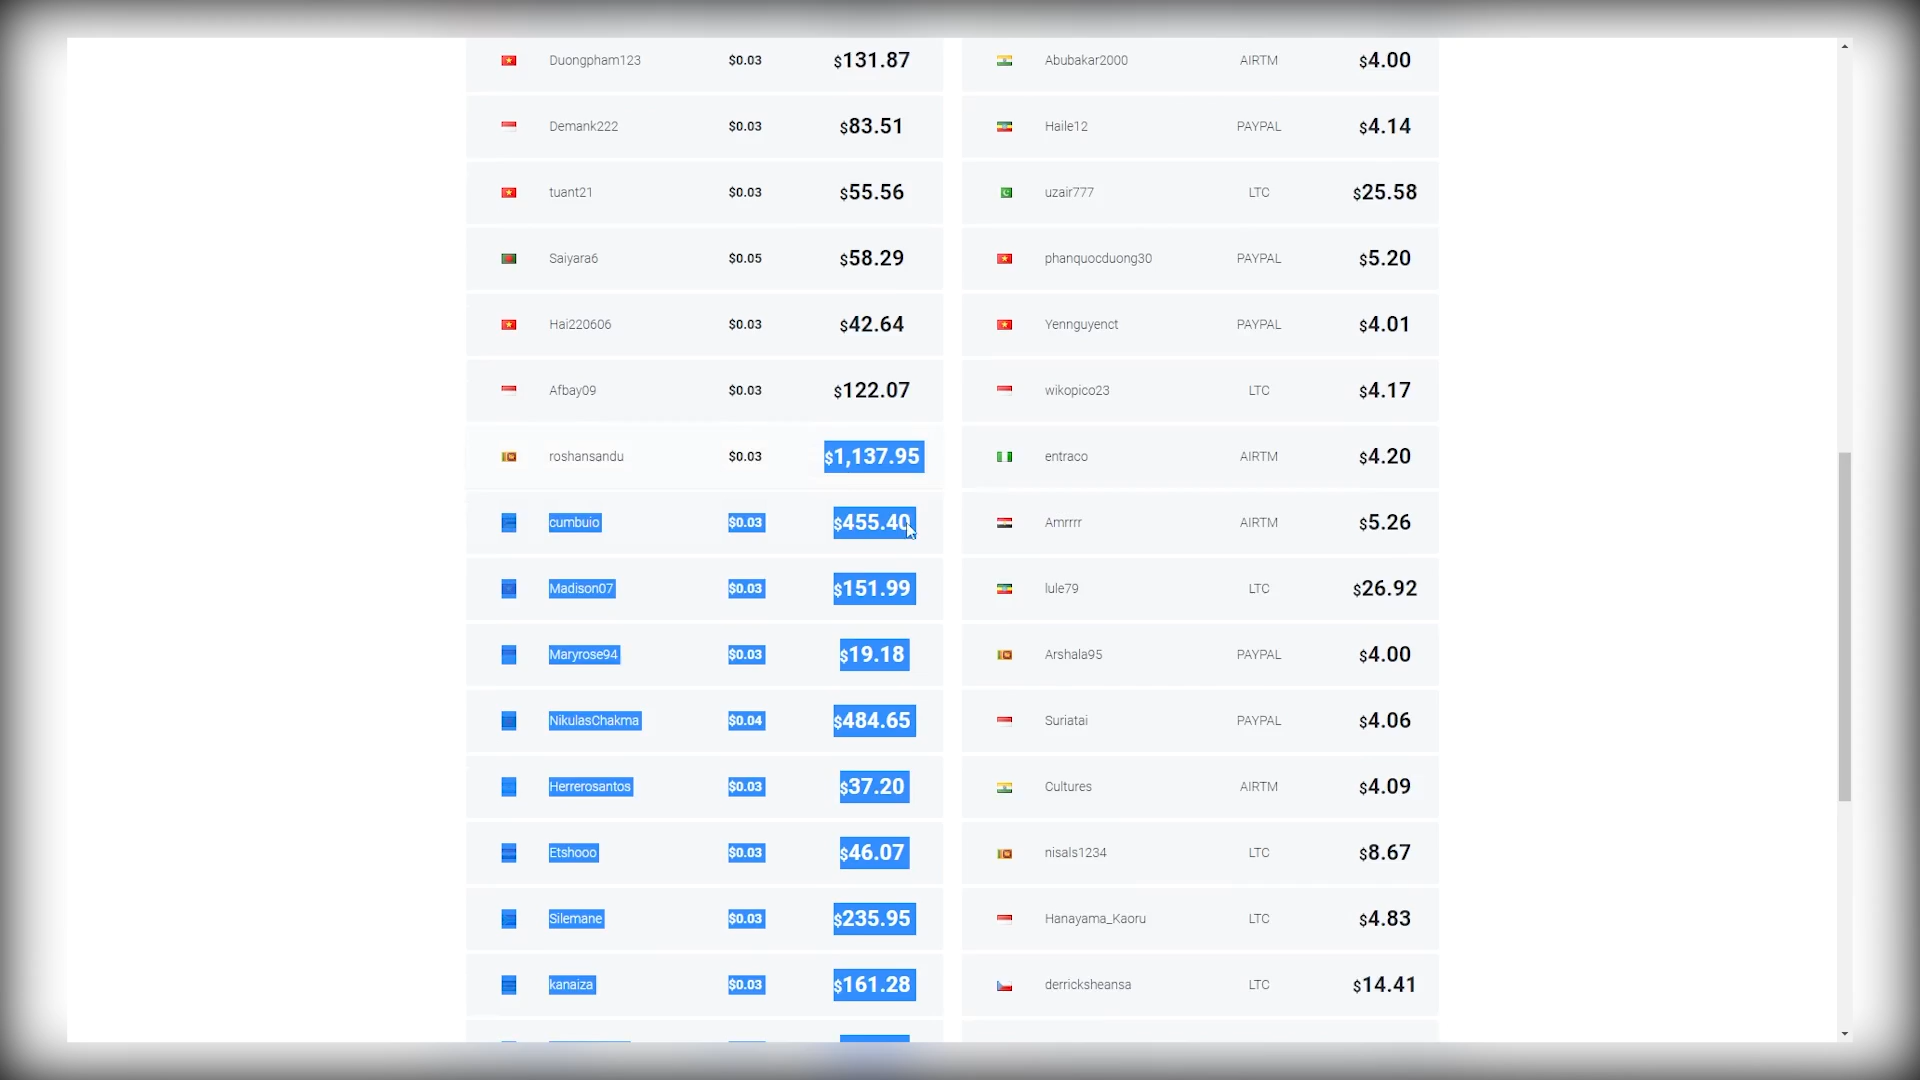 Duongpham123 $0.03 $131.87 Abubakar2000 AIRTM $4.00
Demank222 $0.03 $83.51 Haile12 PAYPAL $4.14
tuant21 $0.03 $55.56 uzair777 LTC $25.58
Saiyara6 $0.05 $58.29 phanquocduong30 PAYPAL $5.20
Hai220606 $0.03 $42.64 Yennguyenct PAYPAL $4.01
Afbay09 $0.03 $122.07 wikopico23 LTC $4.17
roshansandu $0.03 $1,137.95 entraco AIRTM $4.20
cumbuio $0.03 $455.40 Amrrrr AIRTM $5.26
Madison07 $0.03 $151.99 lule79 LTC $26.92
Maryrose94 $0.03 $19.18 Arshala95 PAYPAL $4.00
NikulasChakma $0.04 $484.65 Suriatai PAYPAL $4.06
Herrerosantos $0.03 $37.20 Cultures AIRTM $4.09
Etshooo $0.03 $46.07 nisals1234 LTC $8.67
Silemane $0.03 $235.95 Hanayama_Kaoru LTC $4.83
kanaiza $0.03 $161.28 derricksheansa LTC $14.41